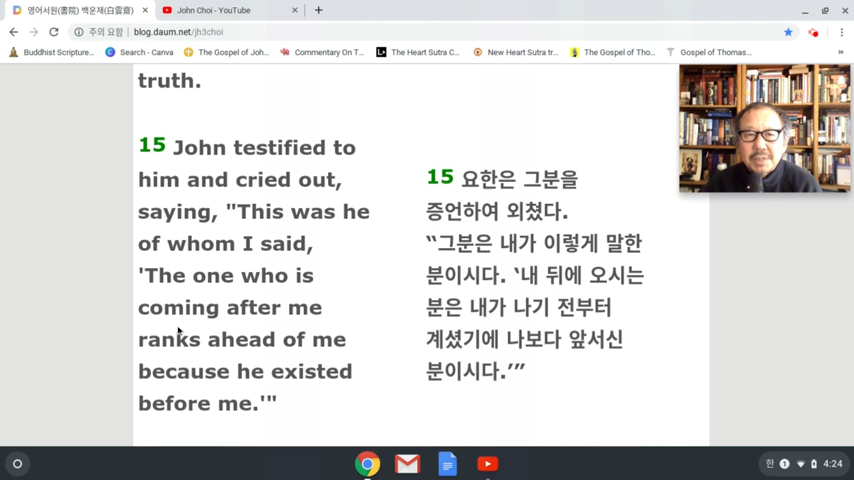 영어서원(書院) 백운재(白雲齋)
John Choi - YouTube
주의 요함
blog.daum.net/jh3choi
Buddhist Scripture...
Search - Canva
The Gospel of Joh...
Commentary On T...
The Heart Sutra C...
New Heart Sutra tr...
The Gospel of Tho...
Gospel of Thomas...
truth.
15 John testified to
him and cried out,
saying, "This was he
of whom I said,
'The one who is
coming after me
ranks ahead of me
because he existed
before me.'"
15 요한은 그분을
증언하여 외쳤다.
“그분은 내가 이렇게 말한
분이시다. ‘내 뒤에 오시는
분은 내가 나기 전부터
계셨기에 나보다 앞서신
분이시다.’”
한
1
4:24